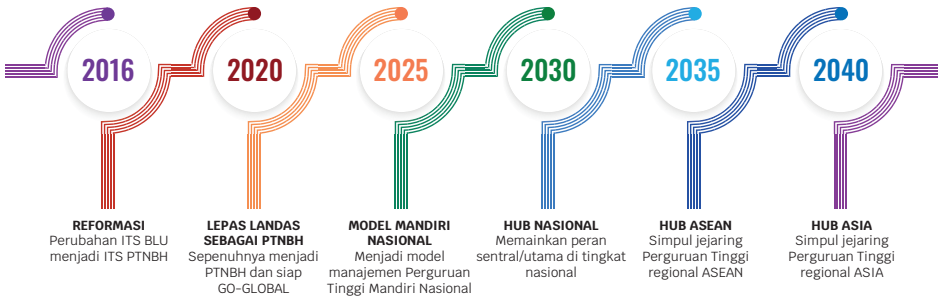 2016
2020
2025
2030
2035
2040
REFORMASI
Perubahan ITS BLU
menjadi ITS PTNBH
LEPAS LANDAS
SEBAGAI PTNBH
Sepenuhnya menjadi
PTNBH dan siap
GO-GLOBAL
MODEL MANDIRI
NASIONAL
Menjadi model
manajemen Perguruan
Tinggi Mandiri Nasional
HUB NASIONAL
Memainkan peran
sentral/utama di tingkat
nasional
HUB ASEAN
Simpul jejaring
Perguruan Tinggi
regional ASEAN
HUB ASIA
Simpul jejaring
Perguruan Tinggi
regional ASIA